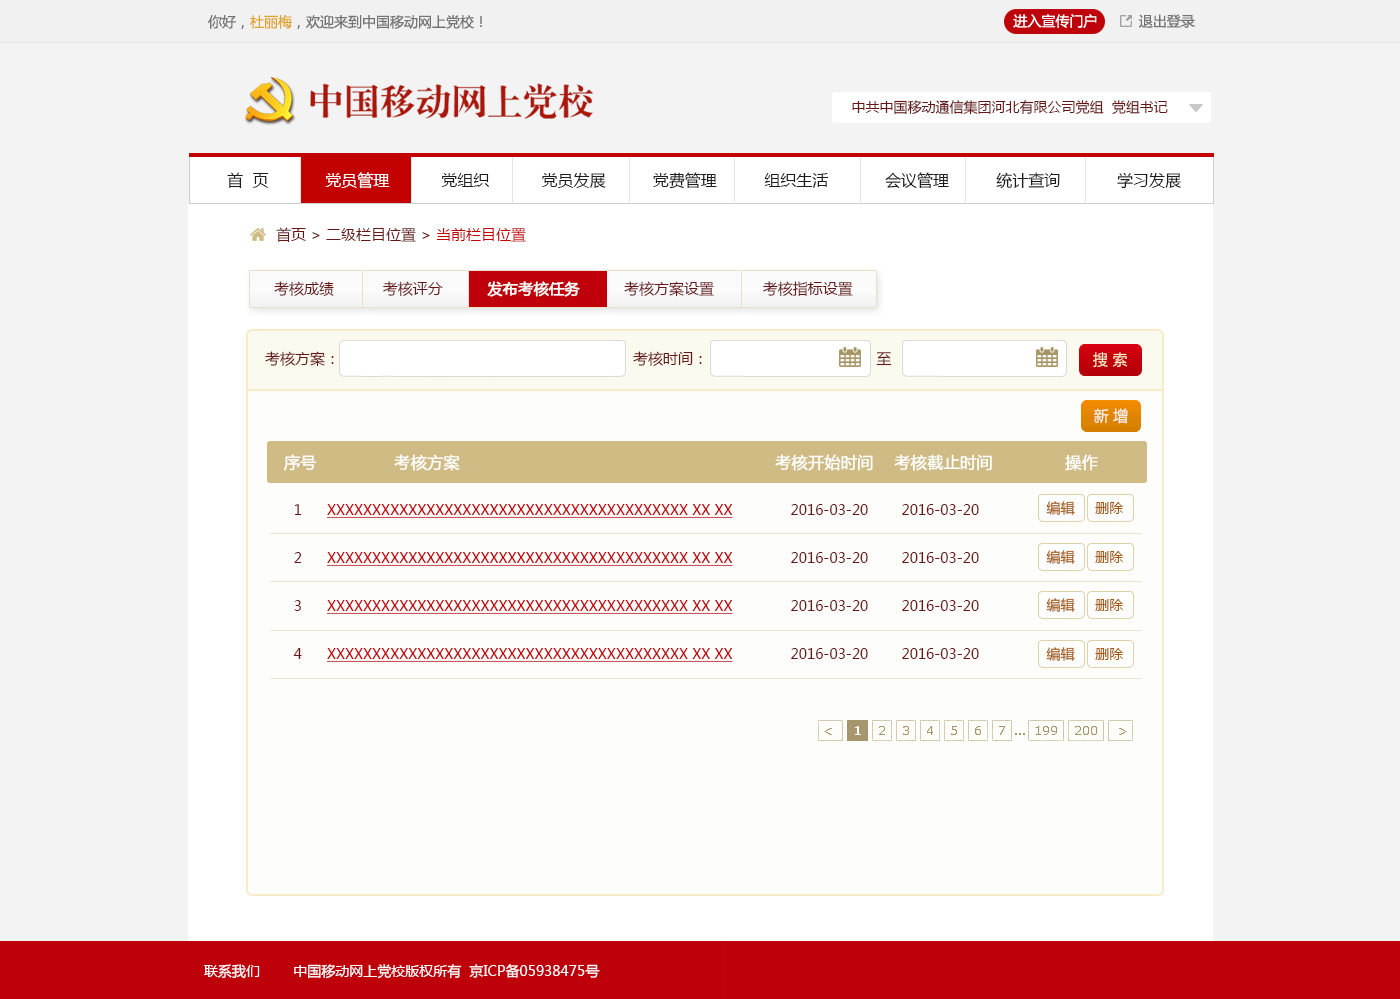 你好，杜丽梅，欢迎来到中国移动网上党校！ 进入宣传门户 退出登录
中国移动网上党校
中共中国移动通信集团河北有限公司党组 党组书记
首 页 党员管理 党组织 党员发展 党费管理 组织生活 会议管理 统计查询 学习发展
首页 > 二级栏目位置 > 当前栏目位置
考核成绩 考核评分 发布考核任务 考核方案设置 考核指标设置
考核方案： 考核时间： 至 搜 索
新 增
序号 考核方案 考核开始时间 考核截止时间 操作
1 XXXXXXXXXXXXXXXXXXXXXXXXXXXXXXXXXXXXXXXX XX XX 2016-03-20 2016-03-20 编辑 删除
2 XXXXXXXXXXXXXXXXXXXXXXXXXXXXXXXXXXXXXXXX XX XX 2016-03-20 2016-03-20 编辑 删除
3 XXXXXXXXXXXXXXXXXXXXXXXXXXXXXXXXXXXXXXXX XX XX 2016-03-20 2016-03-20 编辑 删除
4 XXXXXXXXXXXXXXXXXXXXXXXXXXXXXXXXXXXXXXXX XX XX 2016-03-20 2016-03-20 编辑 删除
< 1 2 3 4 5 6 7 ... 199 200 >
联系我们 中国移动网上党校版权所有 京ICP备05938475号